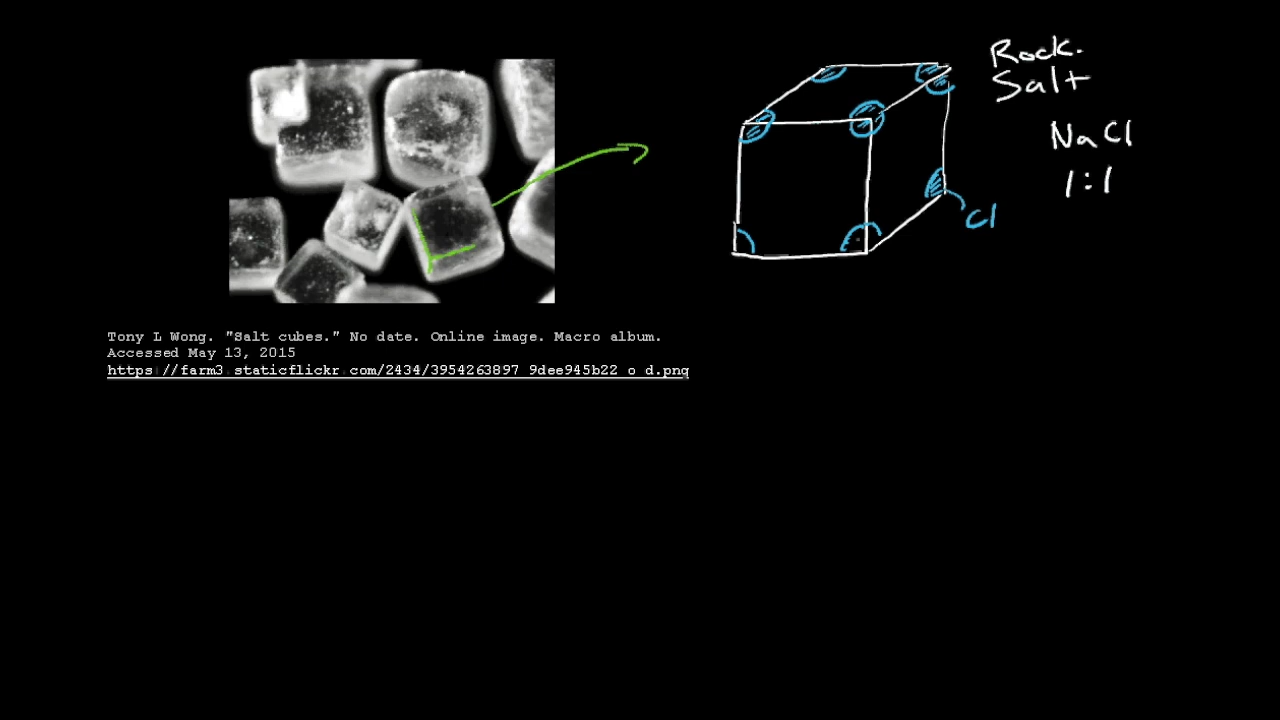 Rock.
Salt
NaCl
1:1
Cl
Tony L Wong. "Salt cubes." No date. Online image. Macro album.
Accessed May 13, 2015
https://farm3.staticflickr.com/2434/3954263897_9dee945b22_o_d.png